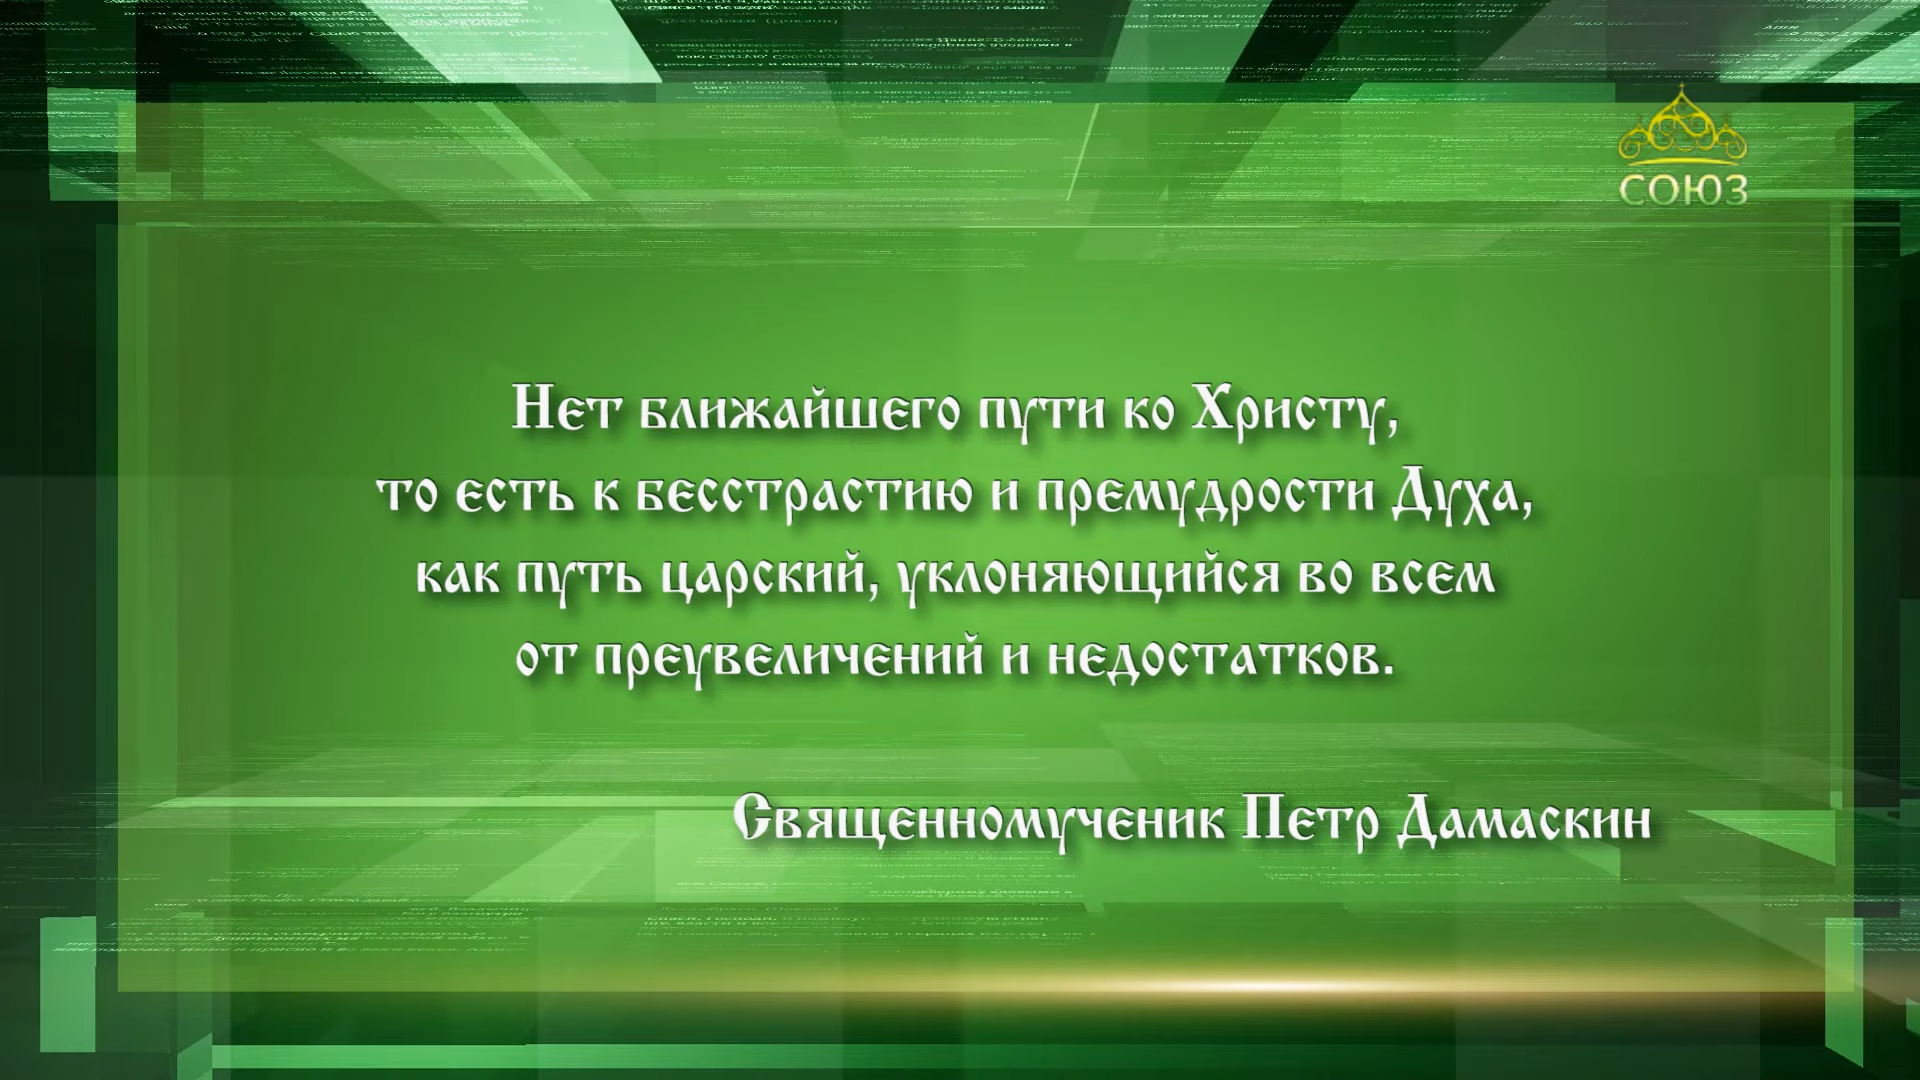 СОЮЗ
Нет ближайшего пути ко Христу,
то есть к бесстрастию и премудрости Духа,
как путь царский, уклоняющийся во всем
от преувеличений и недостатков.
Священномученик Петр Дамаскин